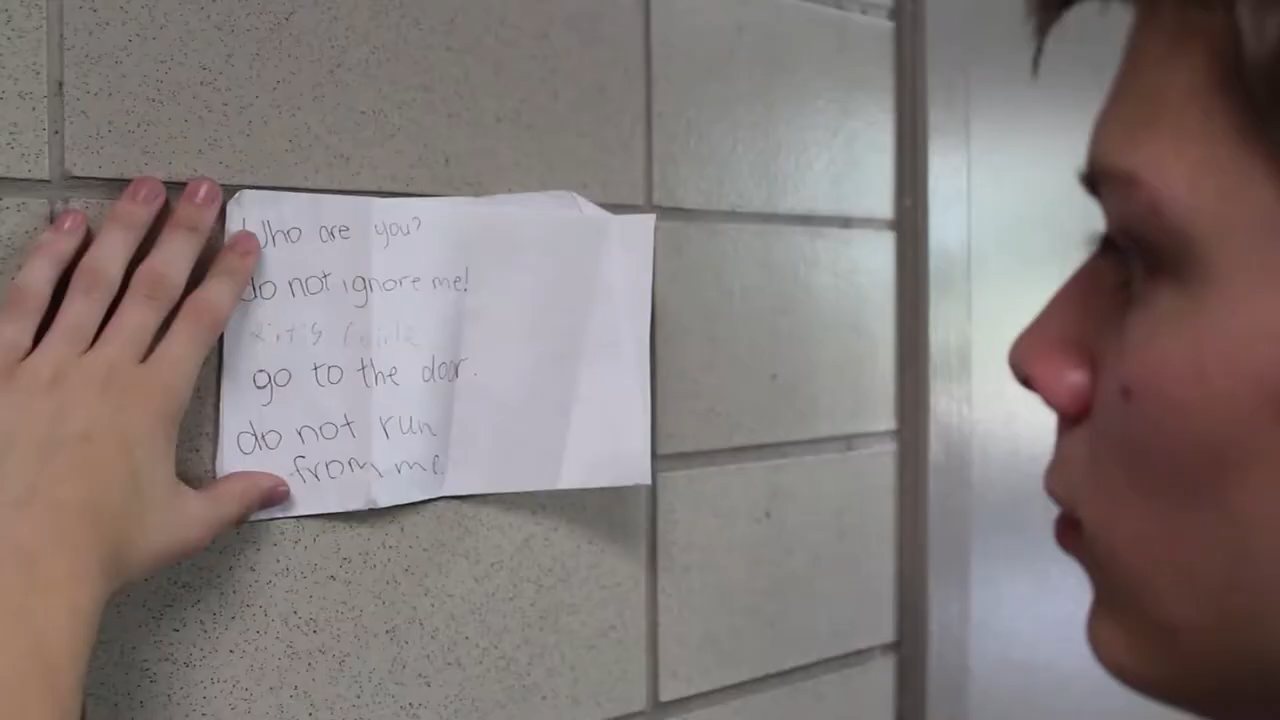 Who are you?
do not ignore me!
go to the door.
do not run
from me